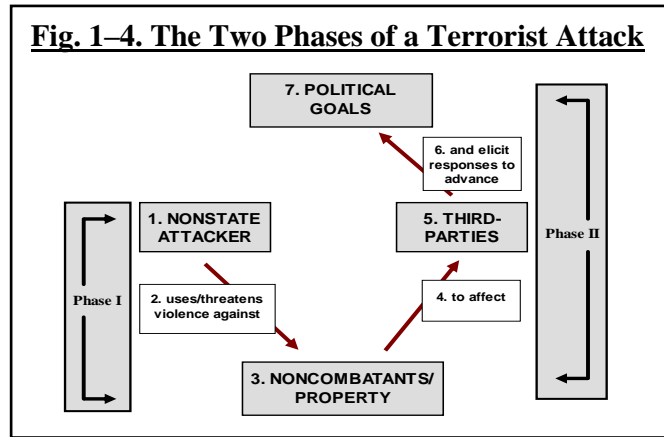 Fig. 1–4. The Two Phases of a Terrorist Attack
7. POLITICAL
GOALS
6. and elicit
responses to
advance
1. NONSTATE
ATTACKER
5. THIRD-
PARTIES
Phase I
Phase II
2. uses/threatens
violence against
4. to affect
3. NONCOMBATANTS/
PROPERTY